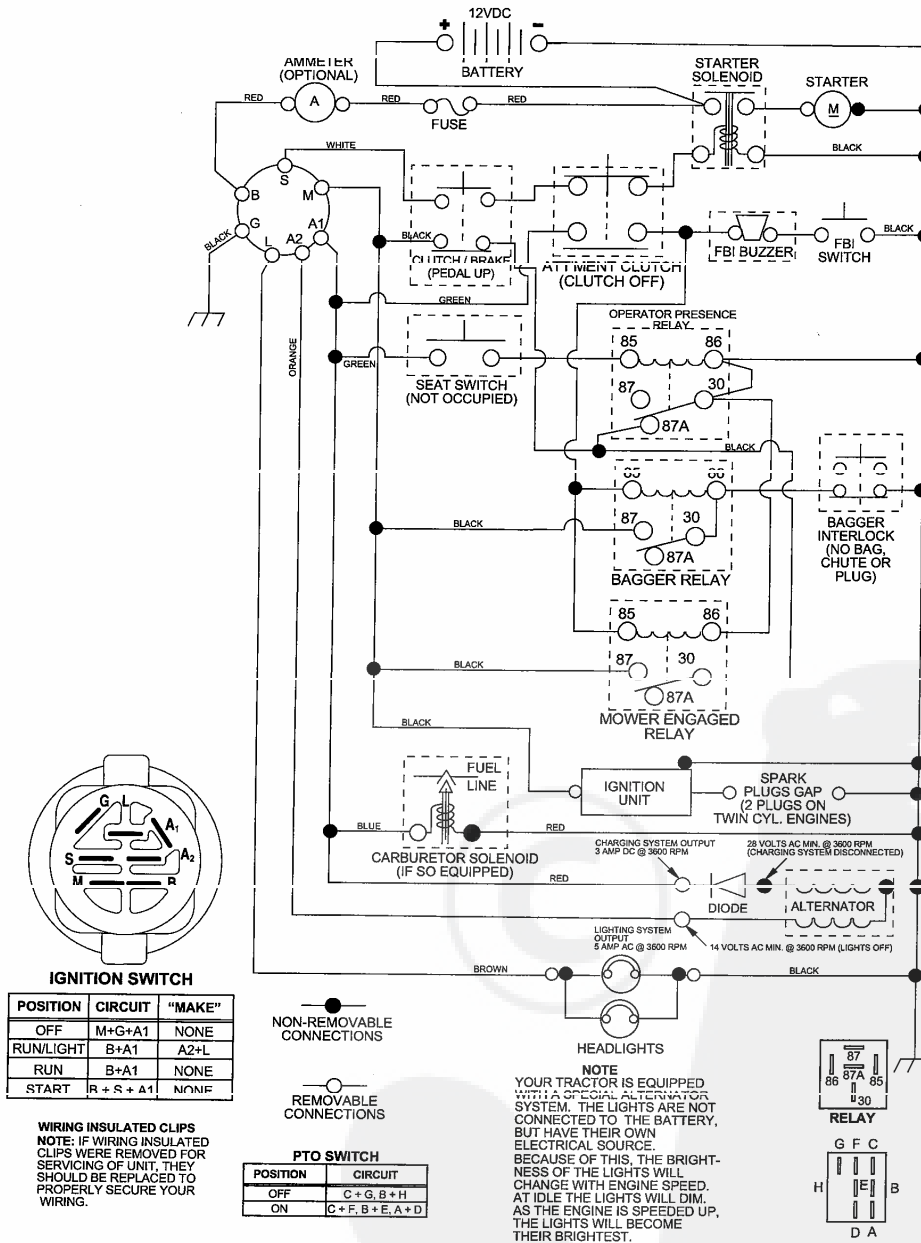 12VDC
+
-
BATTERY
AMMETER
(OPTIONAL)
A
RED
RED
RED
FUSE
STARTER
SOLENOID
STARTER
M
BLACK
WHITE
S
B
M
G
A1
L
A2
BLACK
BLACK
CLUTCH / BRAKE
(PEDAL UP)
(CLUTCH OFF)
FBI BUZZER
FBI
SWITCH
BLACK
GREEN
ORANGE
GREEN
SEAT SWITCH
(NOT OCCUPIED)
OPERATOR PRESENCE
RELAY
85
86
87
30
87A
BLACK
BLACK
87
30
87A
BAGGER RELAY
BAGGER
INTERLOCK
(NO BAG,
CHUTE OR
PLUG)
85
86
BLACK
87
30
87A
MOWER ENGAGED
RELAY
BLACK
FUEL
LINE
IGNITION
UNIT
SPARK
PLUGS GAP
(2 PLUGS ON
TWIN CYL. ENGINES)
BLUE
RED
CARBURETOR SOLENOID
(IF SO EQUIPPED)
CHARGING SYSTEM OUTPUT
3 AMP DC @ 3600 RPM
28 VOLTS AC MIN. @ 3600 RPM
(CHARGING SYSTEM DISCONNECTED)
RED
DIODE
ALTERNATOR
LIGHTING SYSTEM
OUTPUT
5 AMP AC @ 3600 RPM
14 VOLTS AC MIN. @ 3600 RPM (LIGHTS OFF)
BROWN
BLACK
HEADLIGHTS
G
L
A1
S
A2
M
B
IGNITION SWITCH
POSITION CIRCUIT "MAKE"
OFF M+G+A1 NONE
RUN/LIGHT B+A1 A2+L
RUN B+A1 NONE
START B + S + A1 NONE
NON-REMOVABLE
CONNECTIONS
REMOVABLE
CONNECTIONS
WIRING INSULATED CLIPS
NOTE: IF WIRING INSULATED
CLIPS WERE REMOVED FOR
SERVICING OF UNIT, THEY
SHOULD BE REPLACED TO
PROPERLY SECURE YOUR
WIRING.
PTO SWITCH
POSITION CIRCUIT
OFF C + G, B + H
ON C + F, B + E, A + D
NOTE
YOUR TRACTOR IS EQUIPPED
WITH A SPECIAL ALTERNATOR
SYSTEM. THE LIGHTS ARE NOT
CONNECTED TO THE BATTERY,
BUT HAVE THEIR OWN
ELECTRICAL SOURCE.
BECAUSE OF THIS, THE BRIGHT-
NESS OF THE LIGHTS WILL
CHANGE WITH ENGINE SPEED.
AT IDLE THE LIGHTS WILL DIM.
AS THE ENGINE IS SPEEDED UP,
THE LIGHTS WILL BECOME
THEIR BRIGHTEST.
87
86
87A
85
30
RELAY
G F C
H
E
B
D A
©